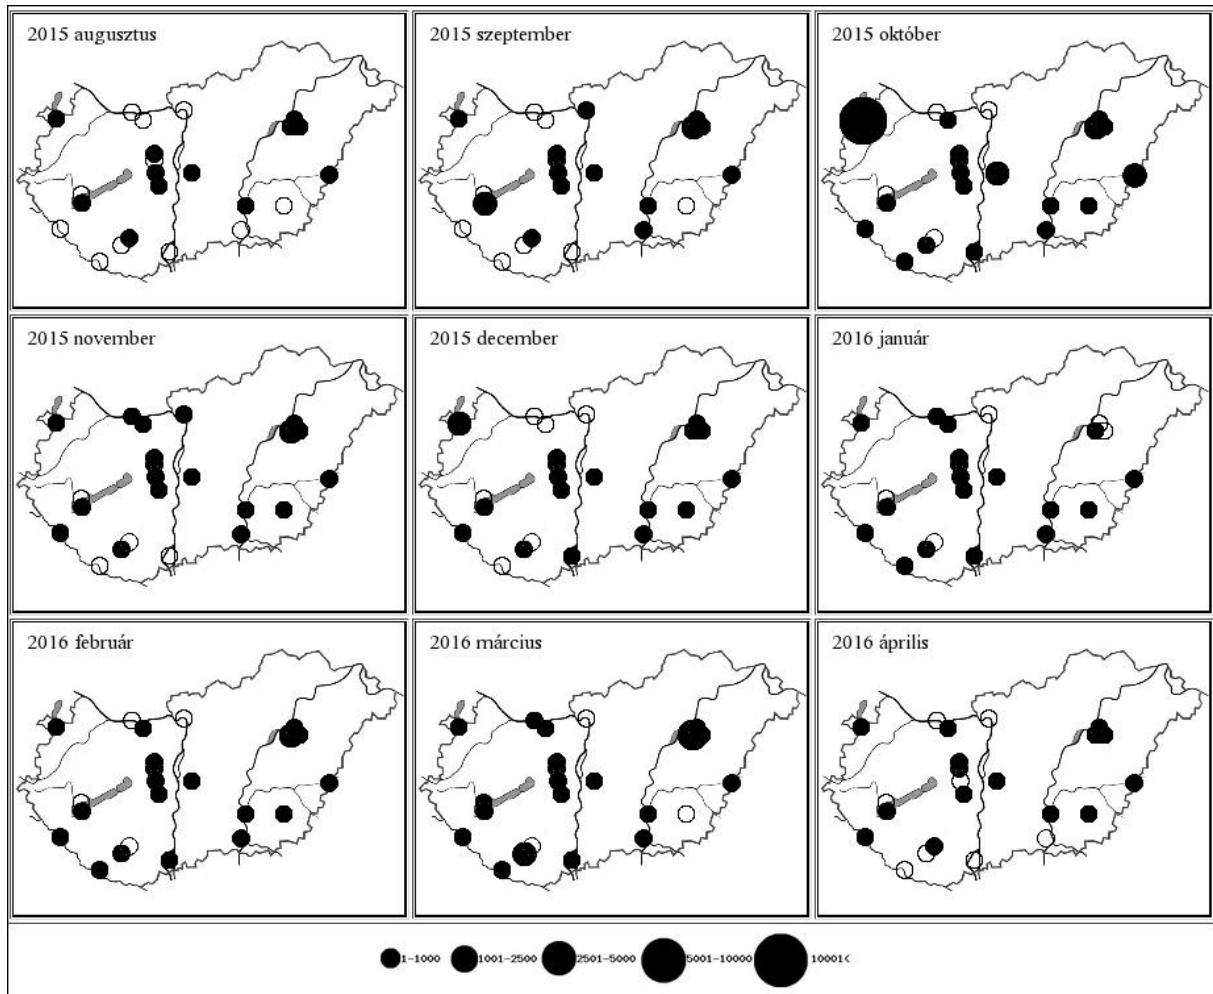 2015 augusztus
2015 szeptember
2015 október
2015 november
2015 december
2016 január
2016 február
2016 március
2016 április
1-1000 1001-2500 2501-5000 5001-10000 10001<